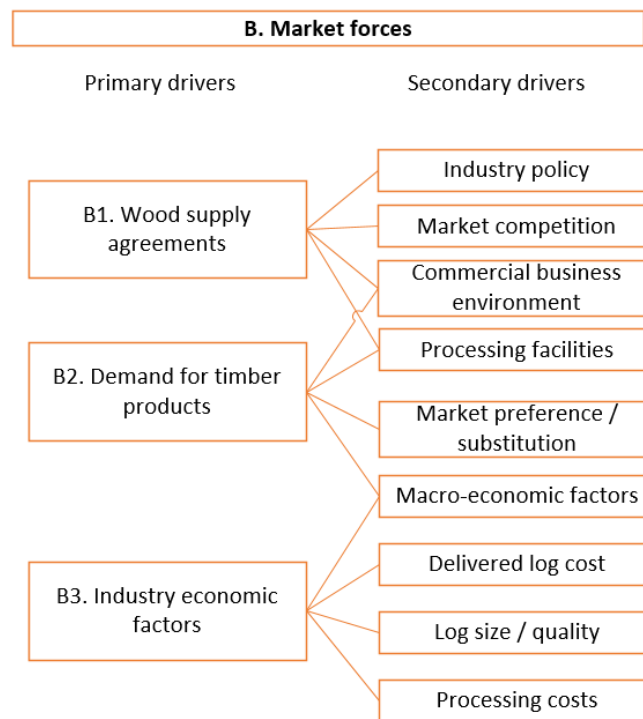 B. Market forces
Primary drivers
Secondary drivers
B1. Wood supply
agreements
B2. Demand for timber
products
B3. Industry economic
factors
Industry policy
Market competition
Commercial business
environment
Processing facilities
Market preference /
substitution
Macro-economic factors
Delivered log cost
Log size / quality
Processing costs